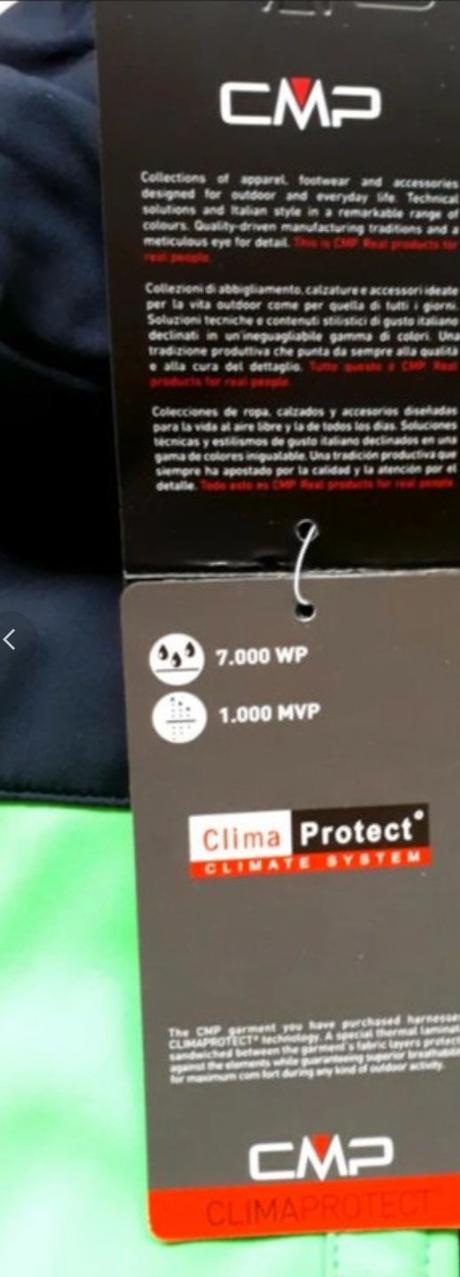 CMP
Collections of apparel, footwear and accessories
designed for outdoor and everyday life. Technical
solutions and Italian style in a remarkable range of
colours. Quality-driven manufacturing traditions and a
meticulous eye for detail. This is CMP Real products for
real people.
Collezioni di abbigliamento, calzature e accessori ideate
per la vita outdoor come per quella di tutti i giorni.
Soluzioni tecniche e contenuti stilistici di gusto italiano
declinati in un'ineguagliabile gamma di colori. Una
tradizione produttiva che punta da sempre alla qualità
e alla cura del dettaglio. Tutto questo è CMP Real
products for real people.
Colecciones de ropa, calzados y accesorios diseñadas
para la vida al aire libre y la de todos los días. Soluciones
técnicas y estilismos de gusto italiano declinados en una
gama de colores inigualable. Una tradición productiva que
siempre ha apostado por la calidad y la atención por el
detalle. Todo esto es CMP Real products for real people.
7.000 WP
1.000 MVP
Clima Protect
CLIMATE SYSTEM
The CMP garment you have purchased harnesses
CLIMAPROTECT® technology. A special thermal laminat
sandwiched between the garment's fabric layers protect
against the elements while guaranteeing superior breathabil
for maximum com fort during any kind of outdoor activity.
CMP
CLIMAPROTECT